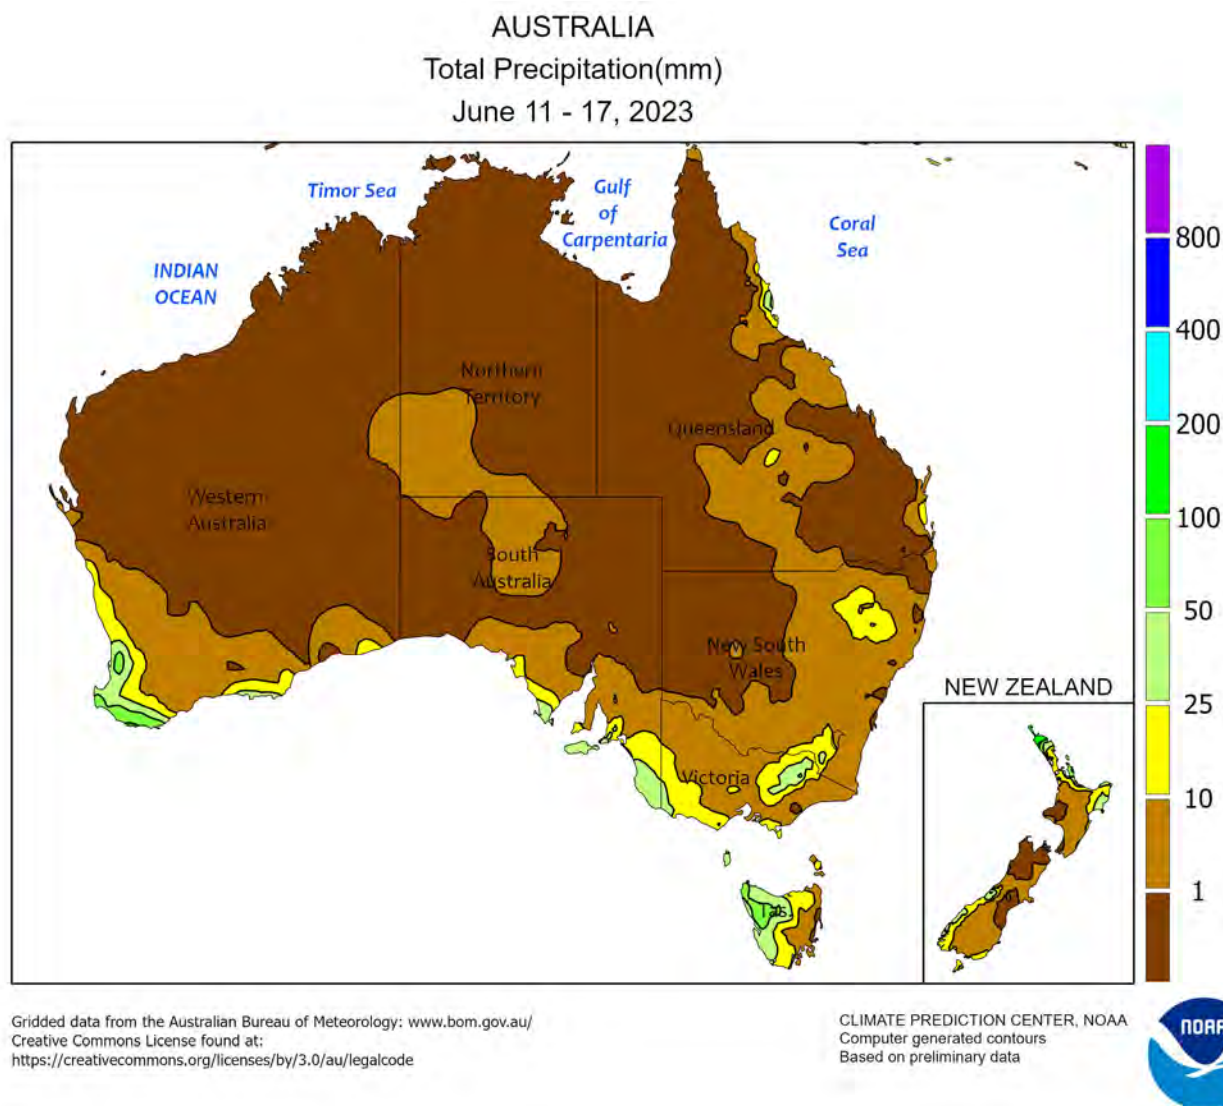 AUSTRALIA
Total Precipitation(mm)
June 11 - 17, 2023
Timor Sea
Gulf
of
Carpentaria
Coral
Sea
INDIAN
OCEAN
Northern
Territory
Queensland
Western
Australia
South
Australia
New South
Wales
Victoria
Tas.
NEW ZEALAND
800
400
200
100
50
25
10
1
Gridded data from the Australian Bureau of Meteorology: www.bom.gov.au/
Creative Commons License found at:
https://creativecommons.org/licenses/by/3.0/au/legalcode
CLIMATE PREDICTION CENTER, NOAA
Computer generated contours
Based on preliminary data
NOAA